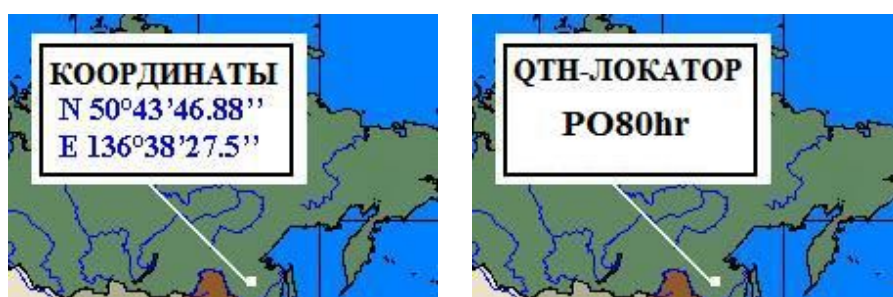 КООРДИНАТЫ
N 50°43’46.88’’
E 136°38’27.5’’
QTH-ЛОКАТОР
PO80hr